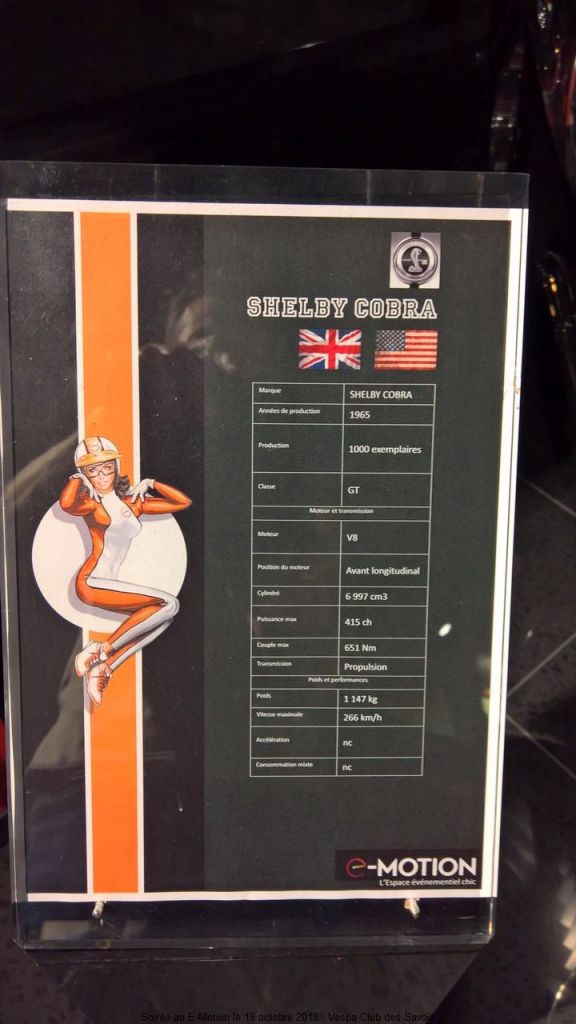 SHELBY COBRA
Marque SHELBY COBRA
Années de production 1965
Production 1000 exemplaires
Classe GT
Moteur et transmission
Moteur V8
Position du moteur Avant longitudinal
Cylindré 6 997 cm3
Puissance max 415 ch
Couple max 651 Nm
Transmission Propulsion
Poids et performances
Poids 1 147 kg
Vitesse maximale 266 km/h
Accélération nc
Consommation mixte nc
e-MOTION
L'Espace événementiel chic
Soirée au E-Motion le 19 octobre 2018 - Vespa Club des Savoie